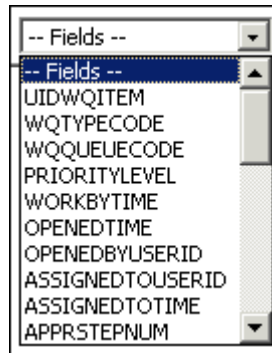 -- Fields --
-- Fields --
UIDWQITEM
WQTYPECODE
WQQUEUECODE
PRIORITYLEVEL
WORKBYTIME
OPENEDTIME
OPENEDBYUSERID
ASSIGNEDTOUSERID
ASSIGNEDTOTIME
APPRSTEPNUM